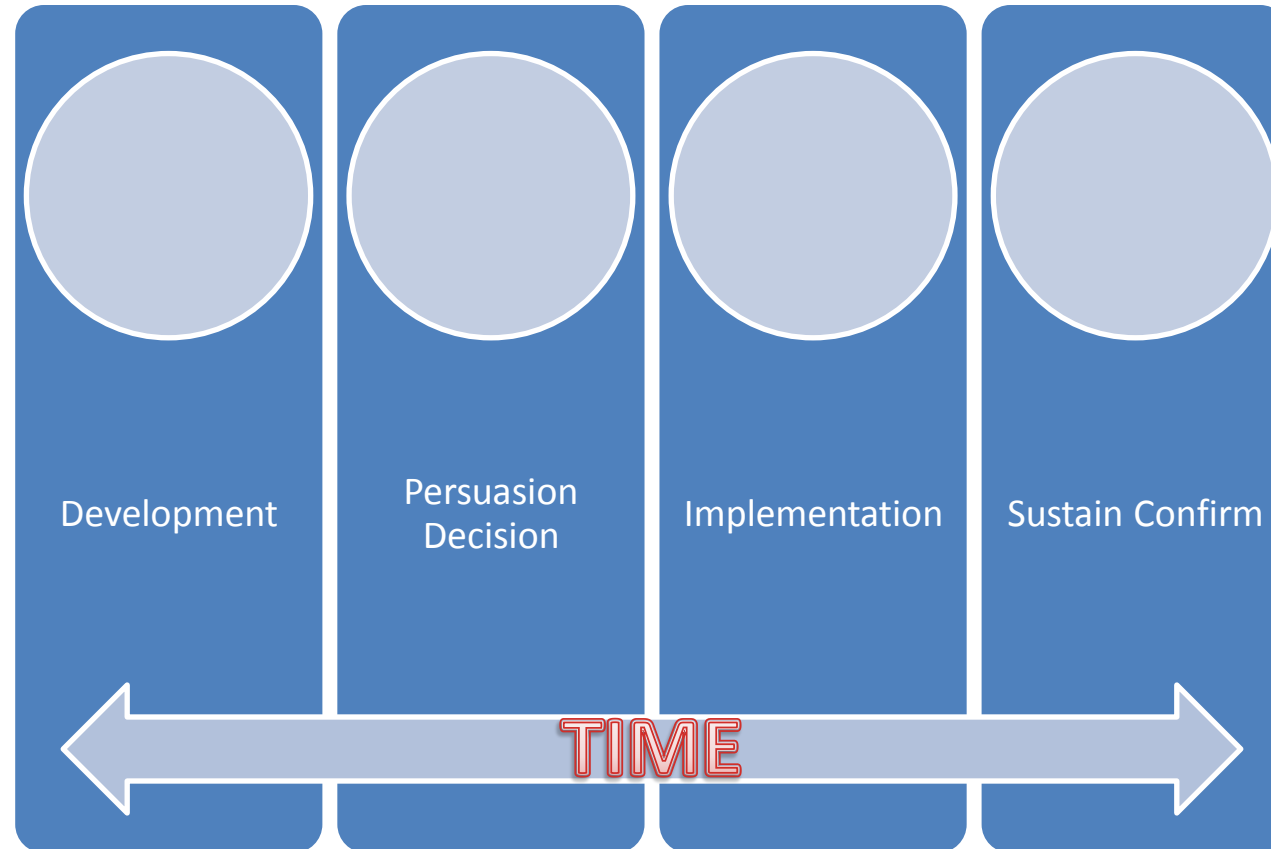 Development
Persuasion
Decision
Implementation
Sustain Confirm
TIME